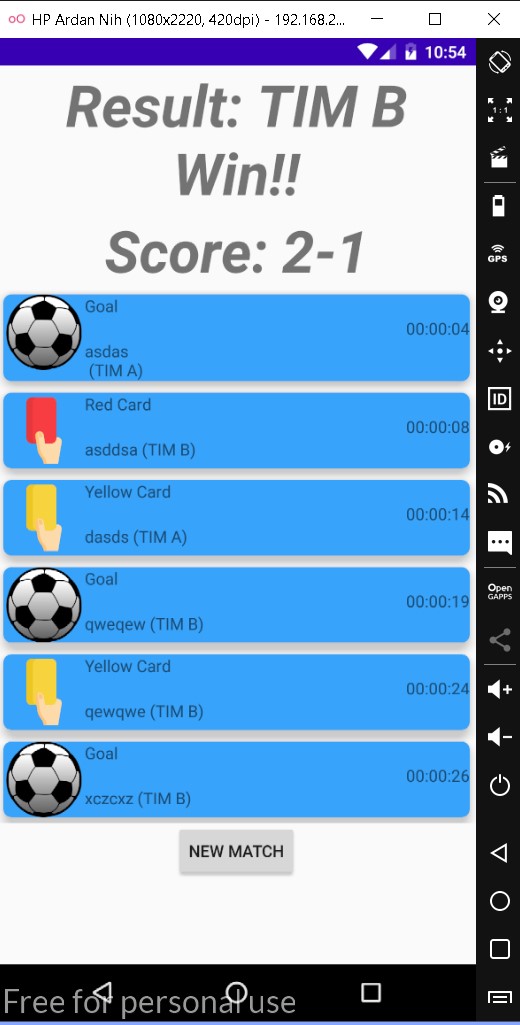 HP Ardan Nih (1080x2220, 420dpi) - 192.168.2...
10:54
Result: TIM B
Win!!
Score: 2-1
Goal
00:00:04
asdas
(TIM A)
Red Card
00:00:08
asddsa (TIM B)
Yellow Card
00:00:14
dasds (TIM A)
Goal
00:00:19
qweqew (TIM B)
Yellow Card
00:00:24
qewqwe (TIM B)
Goal
00:00:26
xczcxz (TIM B)
NEW MATCH
Free for personal use
1:1
GPS
ID
Open
GAPPS